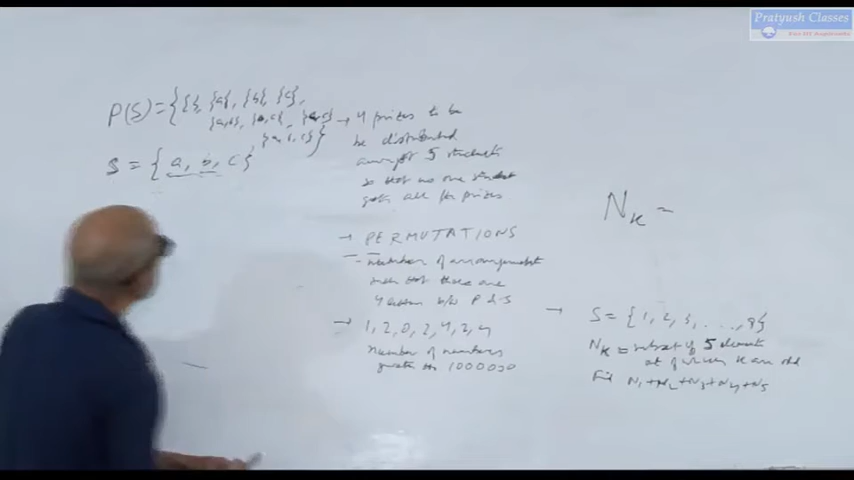 Pratyush Classes
P(S) = { {}, {a}, {b}, {c},
{a,b}, {b,c}, {a,c}
{a, b, c} }
S = { a, b, c }
→ 4 prizes to be
be distributed
amongst 5 students
so that no one student
gets all the prizes
→ PERMUTATIONS
- number of arrangements
such that there are
4 letters b/w P & S
→ 1, 2, 0, 2, 4, 2, 4
number of numbers
greater than 1000000
N_K =
→ S = {1, 2, 3, ..., 9}
N_K = subset of 5 elements
out of which K are odd
Find N₁+N₂+N₃+N₄+N₅